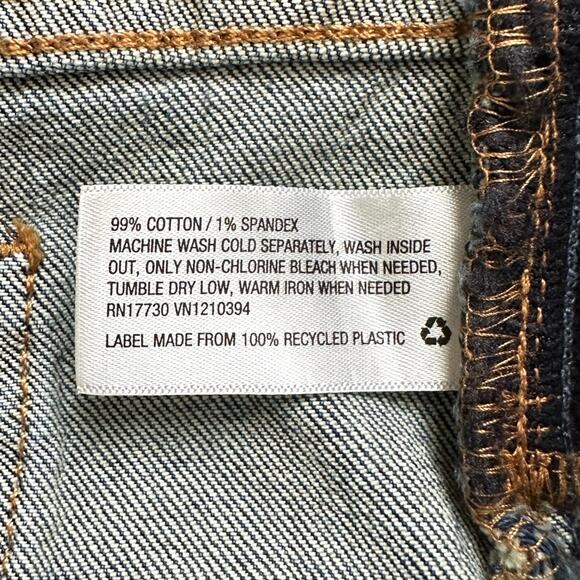 99% COTTON / 1% SPANDEX
MACHINE WASH COLD SEPARATELY, WASH INSIDE
OUT, ONLY NON-CHLORINE BLEACH WHEN NEEDED,
TUMBLE DRY LOW, WARM IRON WHEN NEEDED
RN17730 VN1210394
LABEL MADE FROM 100% RECYCLED PLASTIC